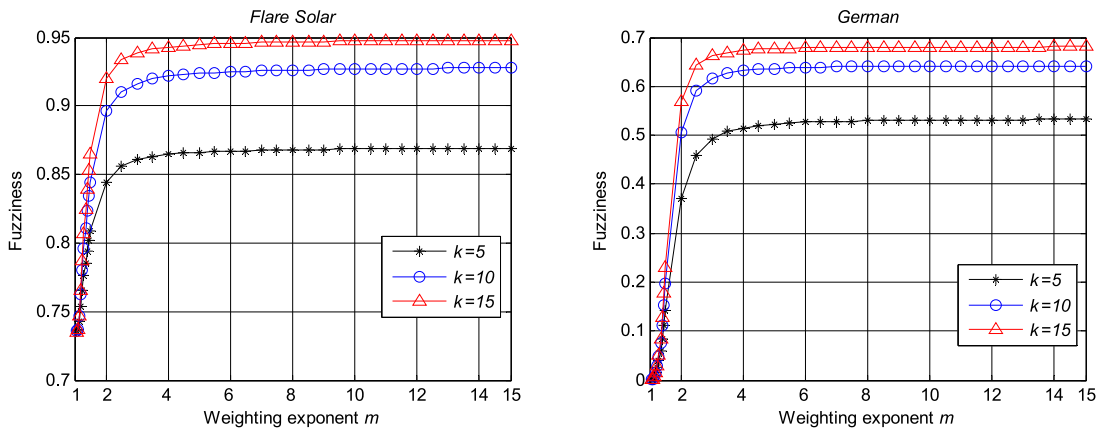 Flare Solar
0.95
0.9
0.85
0.8
0.75
0.7
Fuzziness
1 2 4 6 8 10 12 14 15
Weighting exponent m
k=5
k=10
k=15
German
0.7
0.6
0.5
0.4
0.3
0.2
0.1
0
Fuzziness
1 2 4 6 8 10 12 14 15
Weighting exponent m
k=5
k=10
k=15